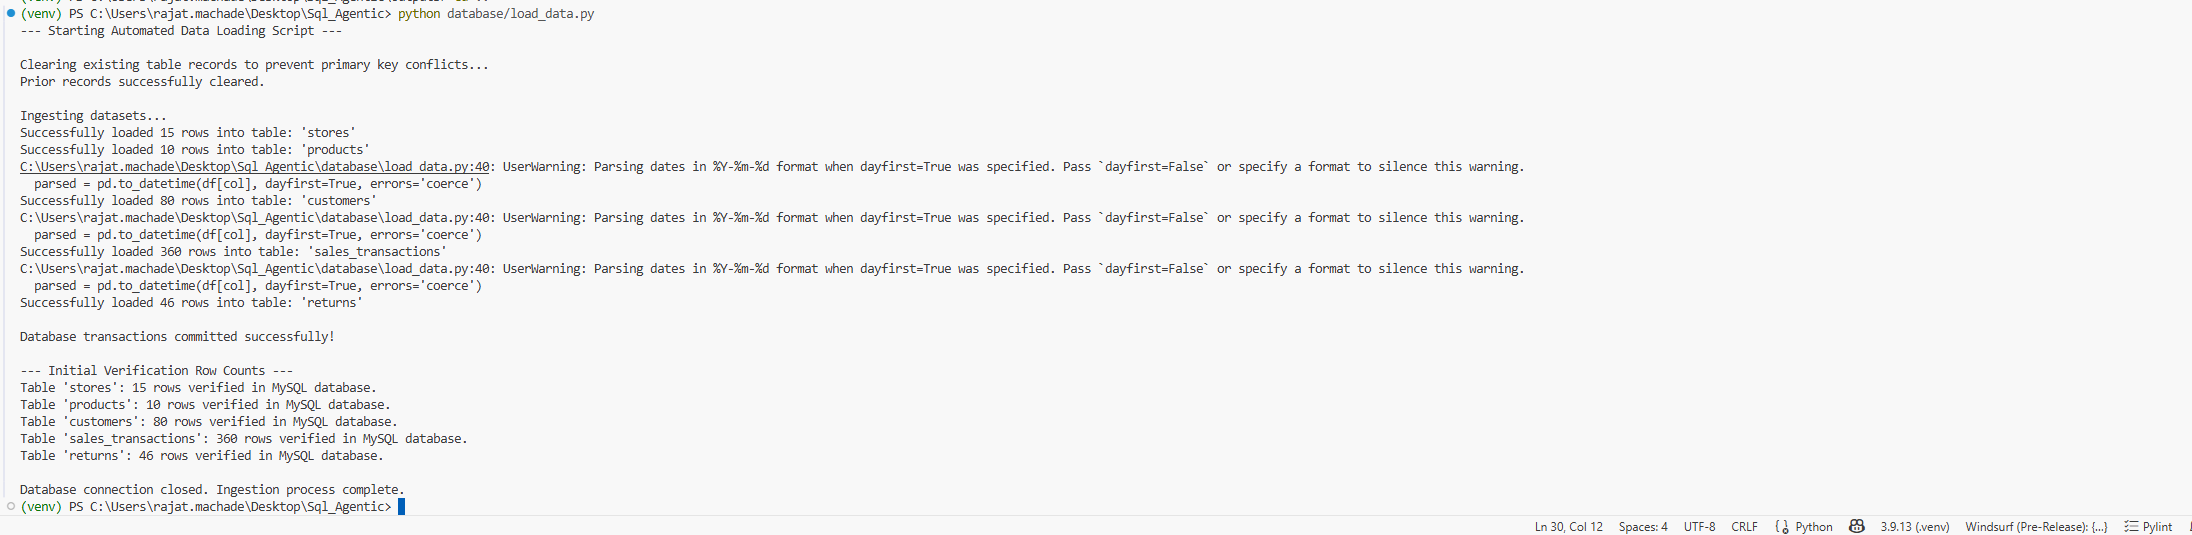 (venv) PS C:\Users\rajat.machade\Desktop\Sql_Agentic> python database/load_data.py
--- Starting Automated Data Loading Script ---
Clearing existing table records to prevent primary key conflicts...
Prior records successfully cleared.
Ingesting datasets...
Successfully loaded 15 rows into table: 'stores'
Successfully loaded 10 rows into table: 'products'
C:\Users\rajat.machade\Desktop\Sql_Agentic\database\load_data.py:40: UserWarning: Parsing dates in %Y-%m-%d format when dayfirst=True was specified. Pass `dayfirst=False` or specify a format to silence this warning.
parsed = pd.to_datetime(df[col], dayfirst=True, errors='coerce')
Successfully loaded 80 rows into table: 'customers'
C:\Users\rajat.machade\Desktop\Sql_Agentic\database\load_data.py:40: UserWarning: Parsing dates in %Y-%m-%d format when dayfirst=True was specified. Pass `dayfirst=False` or specify a format to silence this warning.
parsed = pd.to_datetime(df[col], dayfirst=True, errors='coerce')
Successfully loaded 360 rows into table: 'sales_transactions'
C:\Users\rajat.machade\Desktop\Sql_Agentic\database\load_data.py:40: UserWarning: Parsing dates in %Y-%m-%d format when dayfirst=True was specified. Pass `dayfirst=False` or specify a format to silence this warning.
parsed = pd.to_datetime(df[col], dayfirst=True, errors='coerce')
Successfully loaded 46 rows into table: 'returns'
Database transactions committed successfully!
--- Initial Verification Row Counts ---
Table 'stores': 15 rows verified in MySQL database.
Table 'products': 10 rows verified in MySQL database.
Table 'customers': 80 rows verified in MySQL database.
Table 'sales_transactions': 360 rows verified in MySQL database.
Table 'returns': 46 rows verified in MySQL database.
Database connection closed. Ingestion process complete.
(venv) PS C:\Users\rajat.machade\Desktop\Sql_Agentic>
Ln 30, Col 12 Spaces: 4 UTF-8 CRLF {} Python 3.9.13 (.venv) Windsurf (Pre-Release): {...} Pylint